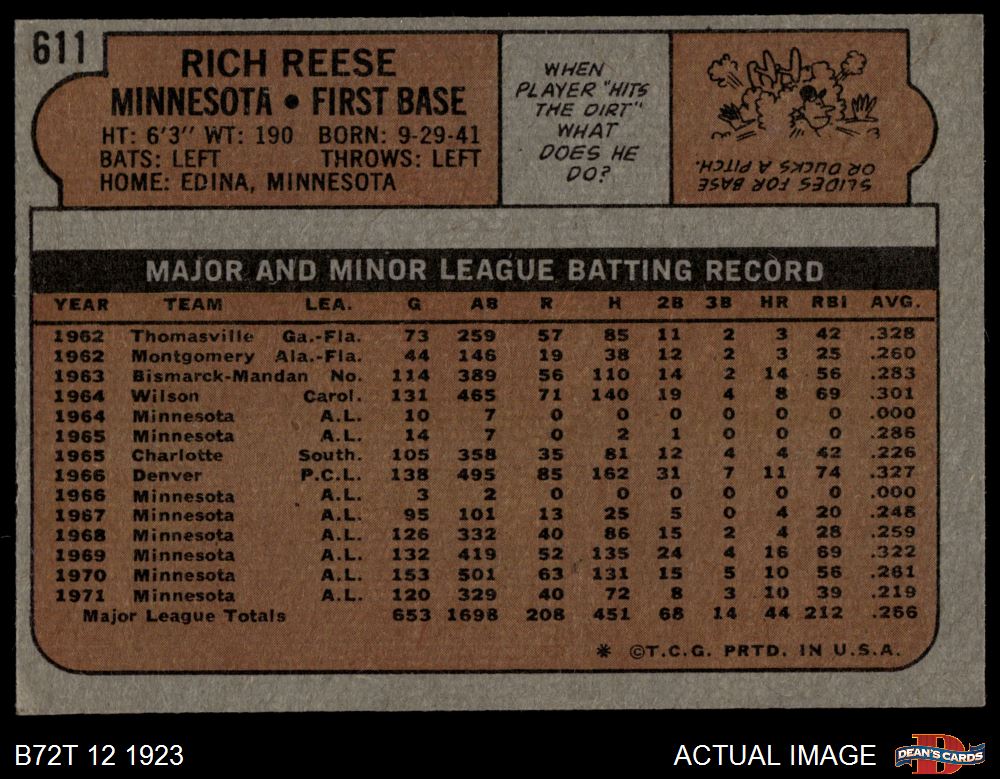 611
RICH REESE
MINNESOTA • FIRST BASE
HT: 6'3" WT: 190 BORN: 9-29-41
BATS: LEFT THROWS: LEFT
HOME: EDINA, MINNESOTA
WHEN
PLAYER "HITS
THE DIRT"
WHAT
DOES HE
DO?
SLIDES FOR BASE
OR DUCKS A PITCH.
MAJOR AND MINOR LEAGUE BATTING RECORD
YEAR TEAM LEA. G AB R H 2B 3B HR RBI AVG.
1962 Thomasville Ga.-Fla. 73 259 57 85 11 2 3 42 .328
1962 Montgomery Ala.-Fla. 44 146 19 38 12 2 3 25 .260
1963 Bismarck-Mandan No. 114 389 56 110 14 2 14 56 .283
1964 Wilson Carol. 131 465 71 140 19 4 8 69 .301
1964 Minnesota A.L. 10 7 0 0 0 0 0 0 .000
1965 Minnesota A.L. 14 7 0 2 1 0 0 0 .286
1965 Charlotte South. 105 358 35 81 12 4 4 42 .226
1966 Denver P.C.L. 138 495 85 162 31 7 11 74 .327
1966 Minnesota A.L. 3 2 0 0 0 0 0 0 .000
1967 Minnesota A.L. 95 101 13 25 5 0 4 20 .248
1968 Minnesota A.L. 126 332 40 86 15 2 4 28 .259
1969 Minnesota A.L. 132 419 52 135 24 4 16 69 .322
1970 Minnesota A.L. 153 501 63 131 15 5 10 56 .261
1971 Minnesota A.L. 120 329 40 72 8 3 10 39 .219
Major League Totals 653 1698 208 451 68 14 44 212 .266
* ©T.C.G. PRTD. IN U.S.A.
B72T 12 1923
ACTUAL IMAGE
DEAN'S CARDS